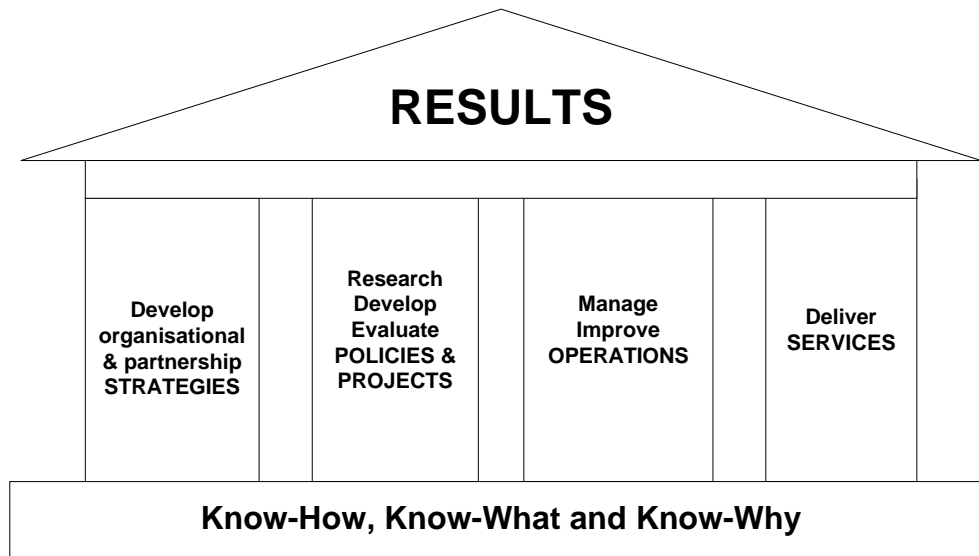 RESULTS
Develop
organisational
& partnership
STRATEGIES
Research
Develop
Evaluate
POLICIES &
PROJECTS
Manage
Improve
OPERATIONS
Deliver
SERVICES
Know-How, Know-What and Know-Why